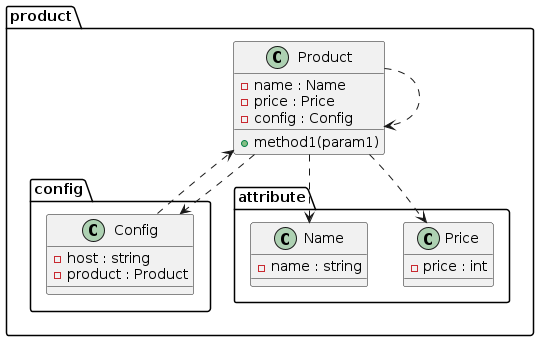 product
C Product
name : Name
price : Price
config : Config
method1(param1)
config
attribute
C Config
host : string
product : Product
C Name
name : string
C Price
price : int